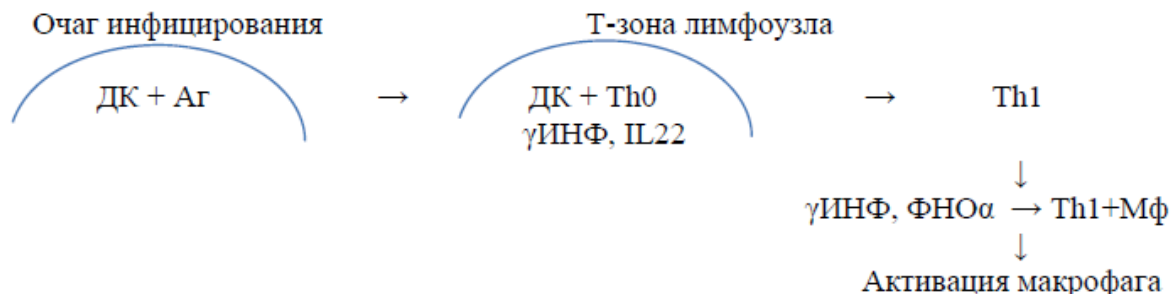 Очаг инфицирования Т-зона лимфоузла
ДК + Аг → ДК + Th0 → Th1
γИНФ, IL22
↓
γИНФ, ФНОα → Th1+Мф
↓
Активация макрофага